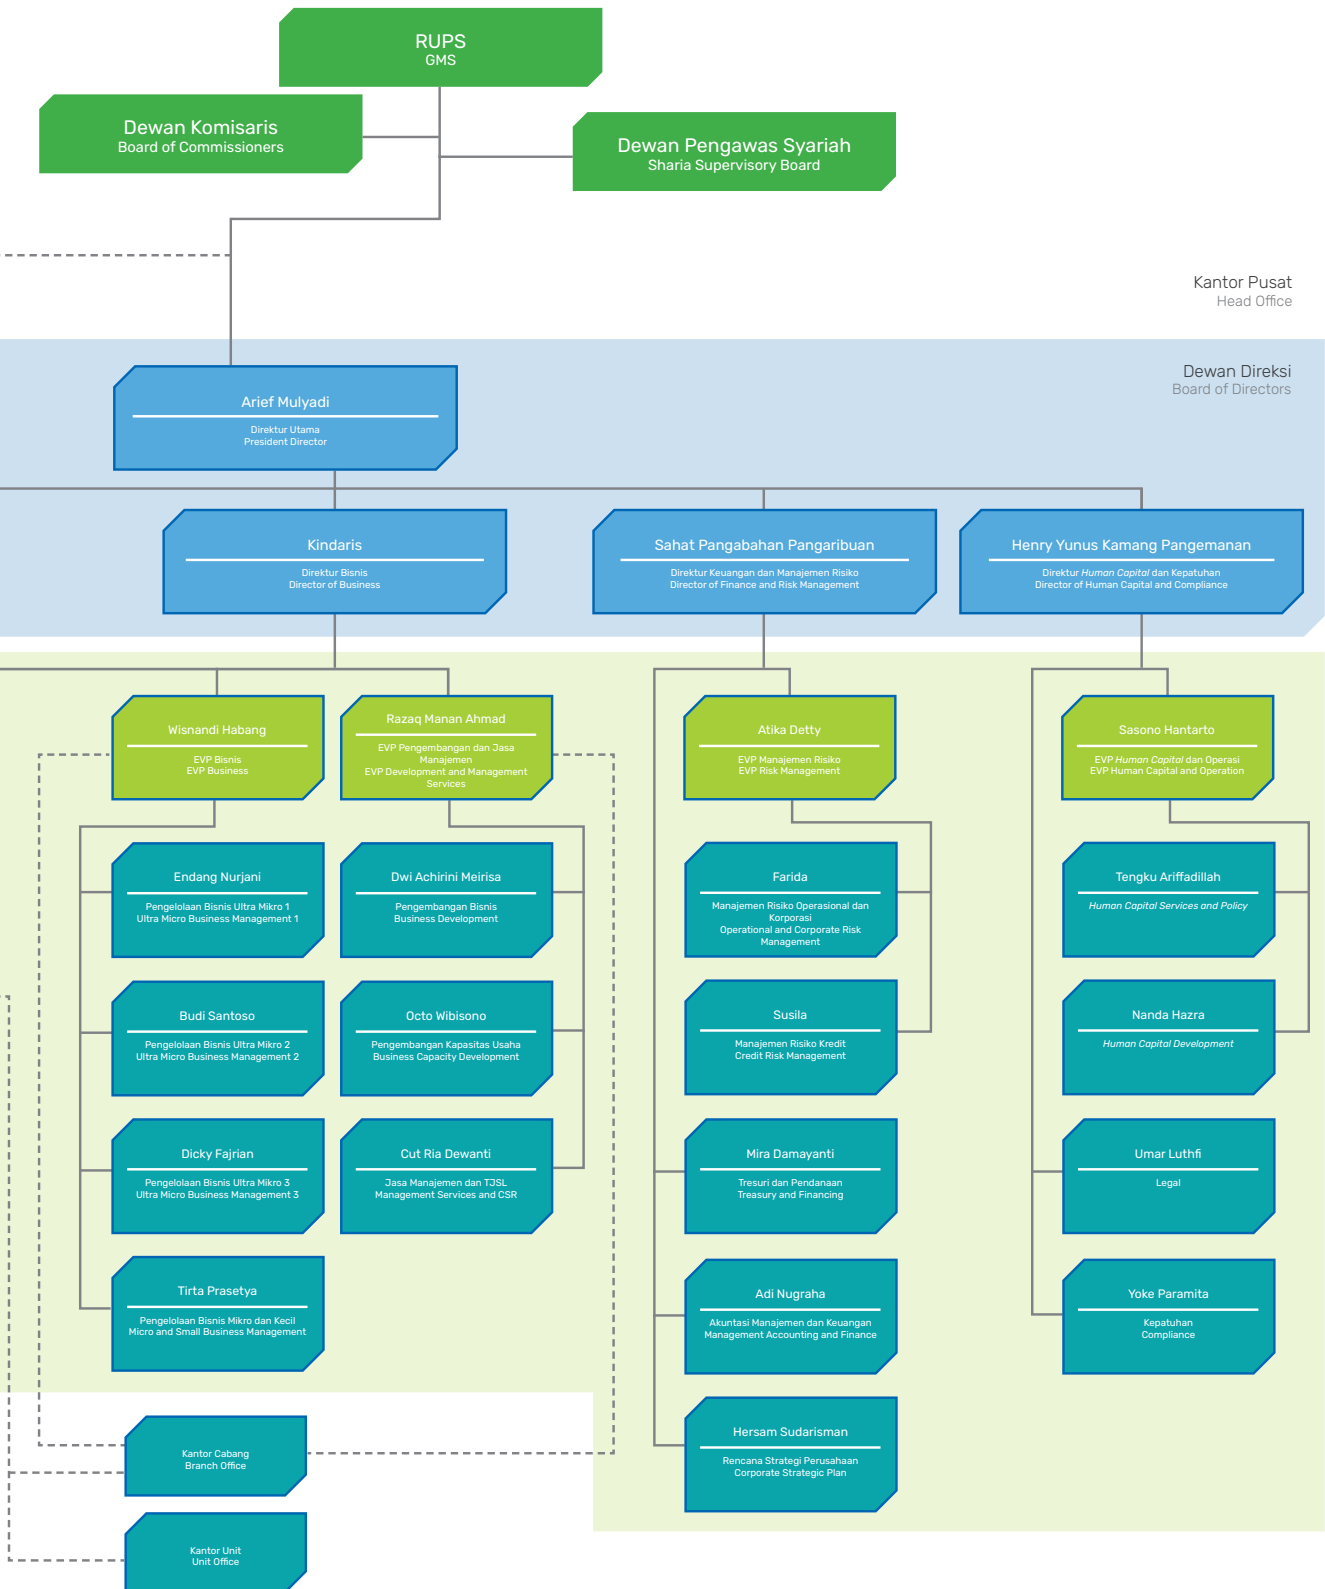 RUPS
GMS
Dewan Komisaris
Board of Commissioners
Dewan Pengawas Syariah
Sharia Supervisory Board
Kantor Pusat
Head Office
Dewan Direksi
Board of Directors
Arief Mulyadi
Direktur Utama
President Director
Kindaris
Direktur Bisnis
Director of Business
Sahat Pangabahan Pangaribuan
Direktur Keuangan dan Manajemen Risiko
Director of Finance and Risk Management
Henry Yunus Kamang Pangemanan
Direktur Human Capital dan Kepatuhan
Director of Human Capital and Compliance
Wisnandi Habang
EVP Bisnis
EVP Business
Razaq Manan Ahmad
EVP Pengembangan dan Jasa
Manajemen
EVP Development and Management
Services
Atika Detty
EVP Manajemen Risiko
EVP Risk Management
Sasono Hantarto
EVP Human Capital dan Operasi
EVP Human Capital and Operation
Endang Nurjani
Pengelolaan Bisnis Ultra Mikro 1
Ultra Micro Business Management 1
Dwi Achirini Meirisa
Pengembangan Bisnis
Business Development
Farida
Manajemen Risiko Operasional dan
Korporasi
Operational and Corporate Risk
Management
Tengku Ariffadillah
Human Capital Services and Policy
Budi Santoso
Pengelolaan Bisnis Ultra Mikro 2
Ultra Micro Business Management 2
Octo Wibisono
Pengembangan Kapasitas Usaha
Business Capacity Development
Susila
Manajemen Risiko Kredit
Credit Risk Management
Nanda Hazra
Human Capital Development
Dicky Fajrian
Pengelolaan Bisnis Ultra Mikro 3
Ultra Micro Business Management 3
Cut Ria Dewanti
Jasa Manajemen dan TJSL
Management Services and CSR
Mira Damayanti
Tresuri dan Pendanaan
Treasury and Financing
Umar Luthfi
Legal
Tirta Prasetya
Pengelolaan Bisnis Mikro dan Kecil
Micro and Small Business Management
Adi Nugraha
Akuntasi Manajemen dan Keuangan
Management Accounting and Finance
Yoke Paramita
Kepatuhan
Compliance
Hersam Sudarisman
Rencana Strategi Perusahaan
Corporate Strategic Plan
Kantor Cabang
Branch Office
Kantor Unit
Unit Office